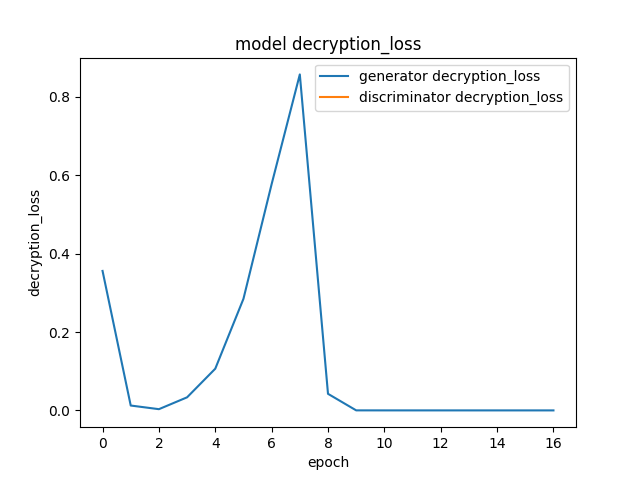 model decryption_loss
generator decryption_loss
discriminator decryption_loss
decryption_loss
0.8
0.6
0.4
0.2
0.0
0 2 4 6 8 10 12 14 16
epoch